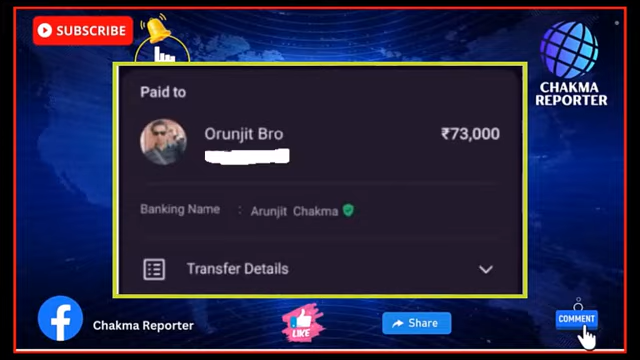 SUBSCRIBE
CHAKMA
REPORTER
Paid to
Orunjit Bro
₹73,000
Banking Name : Arunjit Chakma
Transfer Details
Chakma Reporter
LIKE
Share
COMMENT